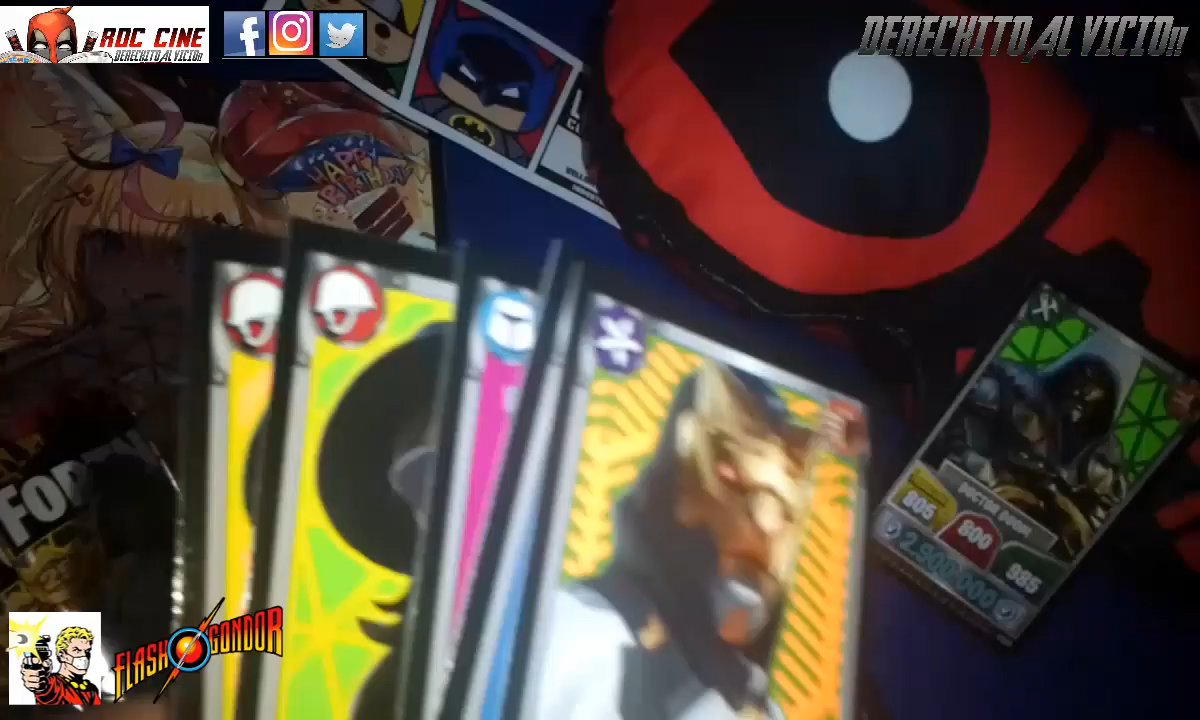 RDC CINE
DERECHITO AL VICIO!!
DERECHITO AL VICIO!!
HAPPY
BIRTHDAY
FOR
DOCTOR DOOM
805
800
985
2.900.000
FLASH GONDOR